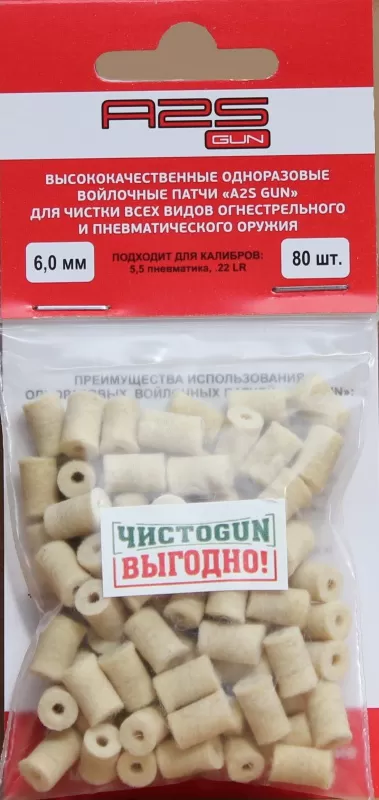 A2S
GUN
ВЫСОКОКАЧЕСТВЕННЫЕ ОДНОРАЗОВЫЕ
ВОЙЛОЧНЫЕ ПАТЧИ «A2S GUN»
ДЛЯ ЧИСТКИ ВСЕХ ВИДОВ ОГНЕСТРЕЛЬНОГО
И ПНЕВМАТИЧЕСКОГО ОРУЖИЯ
6,0 мм
ПОДХОДИТ ДЛЯ КАЛИБРОВ:
5,5 пневматика, .22 LR
80 шт.
ПРЕИМУЩЕСТВА ИСПОЛЬЗОВАНИЯ
ВОЙЛОЧНЫХ
ЧИСТОGUN
ВЫГОДНО!